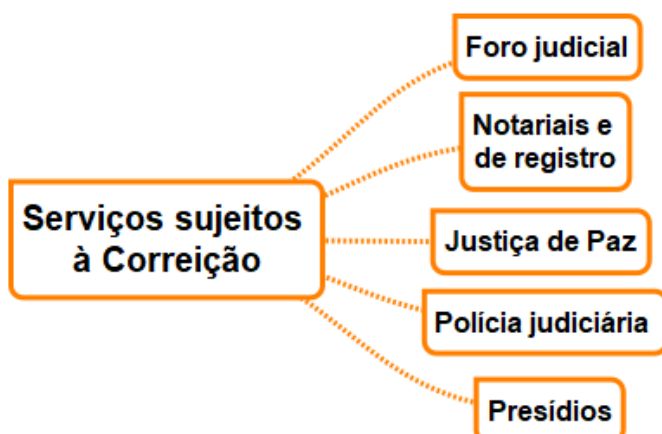 Foro judicial
Notariais e
de registro
Serviços sujeitos
à Correição
Justiça de Paz
Polícia judiciária
Presídios